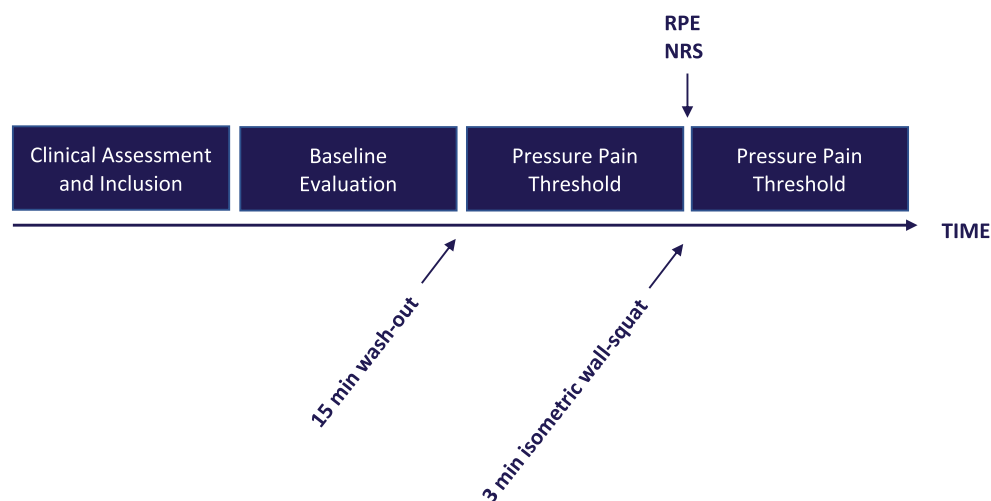 RPE
NRS
Clinical Assessment
and Inclusion
Baseline
Evaluation
Pressure Pain
Threshold
Pressure Pain
Threshold
TIME
15 min wash-out
3 min isometric wall-squat